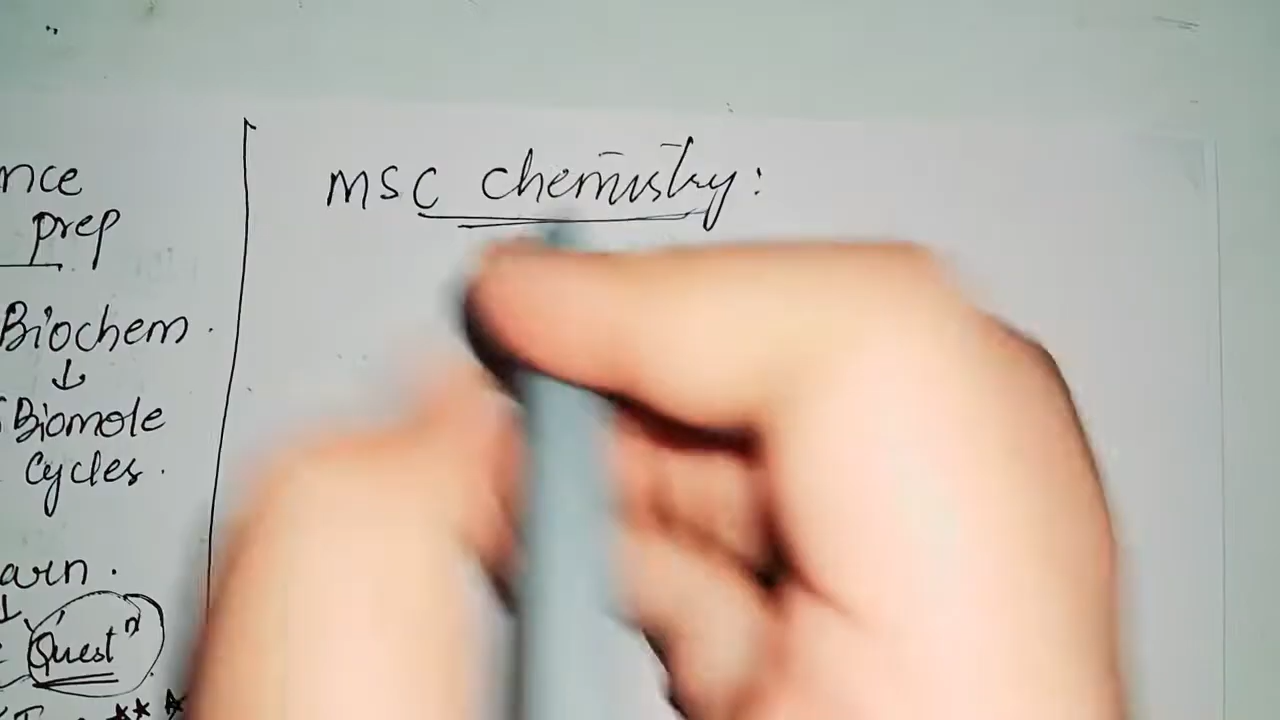 nce
prep
Biochem.
↓
Biomole
Cycles.
arn.
↓
Quest^n
MSC Chemistry: